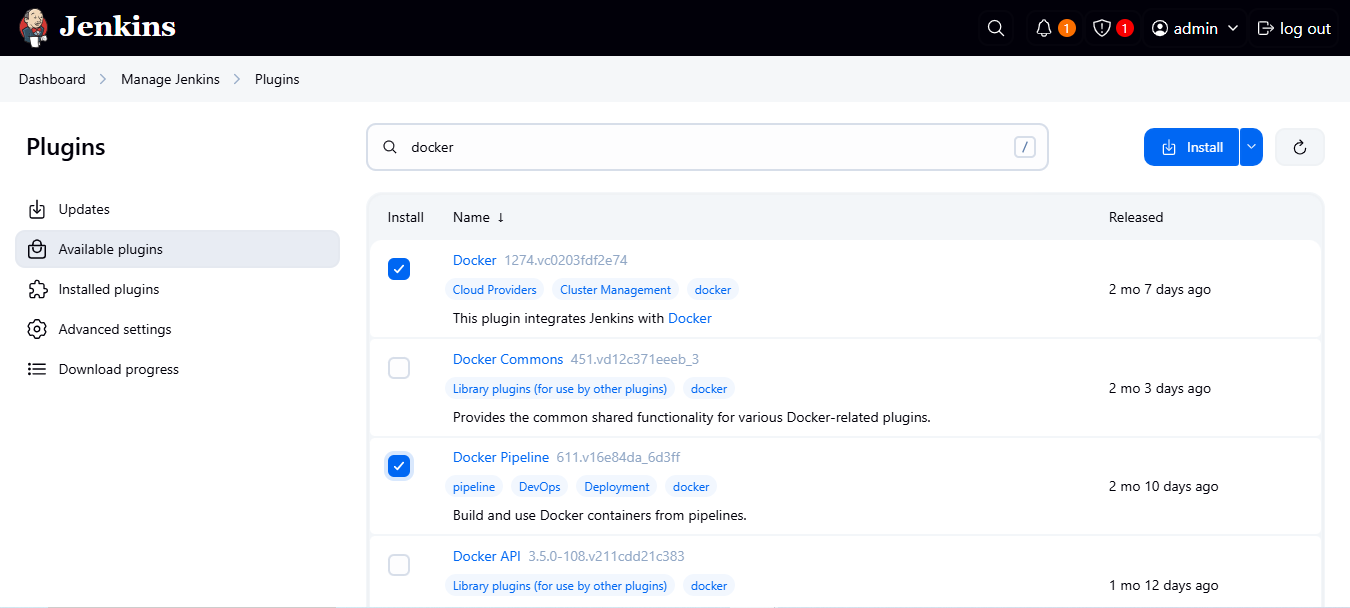 Jenkins
1 1 admin log out
Dashboard Manage Jenkins Plugins
Plugins
docker /
Install
Updates
Available plugins
Installed plugins
Advanced settings
Download progress
Install Name ↓ Released
Docker 1274.vc0203fdf2e74
Cloud Providers Cluster Management docker
This plugin integrates Jenkins with Docker
2 mo 7 days ago
Docker Commons 451.vd12c371eeeb_3
Library plugins (for use by other plugins) docker
Provides the common shared functionality for various Docker-related plugins.
2 mo 3 days ago
Docker Pipeline 611.v16e84da_6d3ff
pipeline DevOps Deployment docker
Build and use Docker containers from pipelines.
2 mo 10 days ago
Docker API 3.5.0-108.v211cdd21c383
Library plugins (for use by other plugins) docker
1 mo 12 days ago